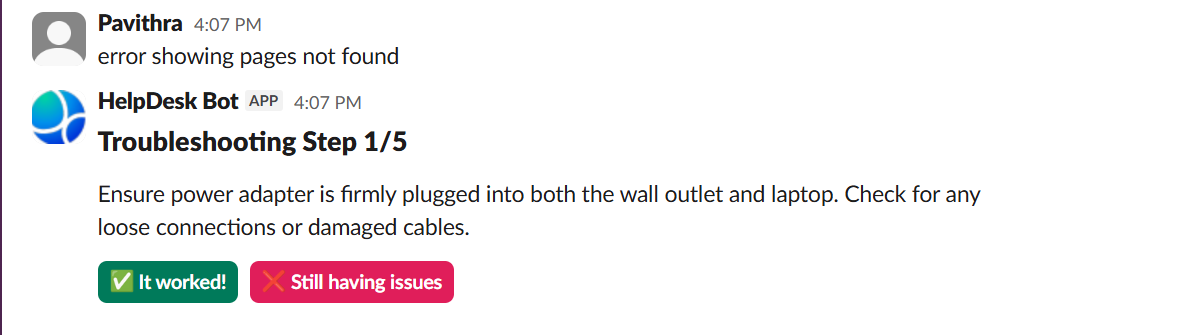 Pavithra 4:07 PM
error showing pages not found
HelpDesk Bot APP 4:07 PM
Troubleshooting Step 1/5
Ensure power adapter is firmly plugged into both the wall outlet and laptop. Check for any
loose connections or damaged cables.
✅ It worked! ❌ Still having issues